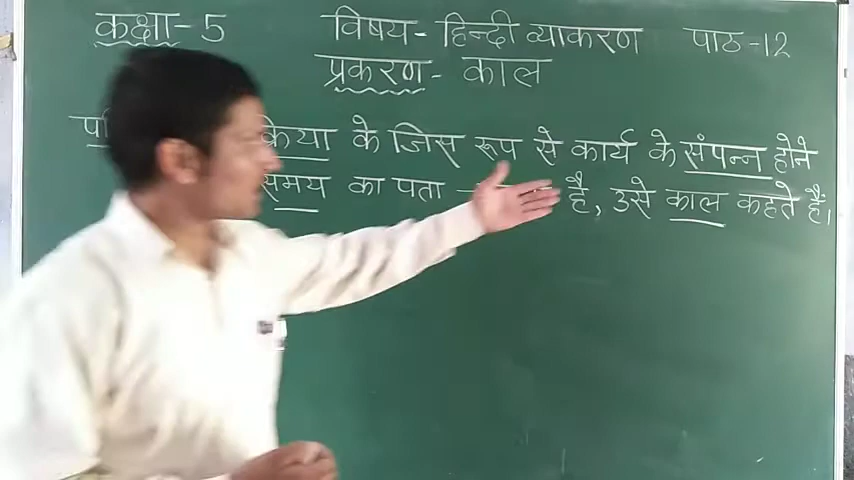 कक्षा-5 विषय- हिन्दी व्याकरण पाठ-12
प्रकरण- काल
क्रिया के जिस रूप से कार्य के संपन्न होने
समय का पता है, उसे काल कहते हैं।